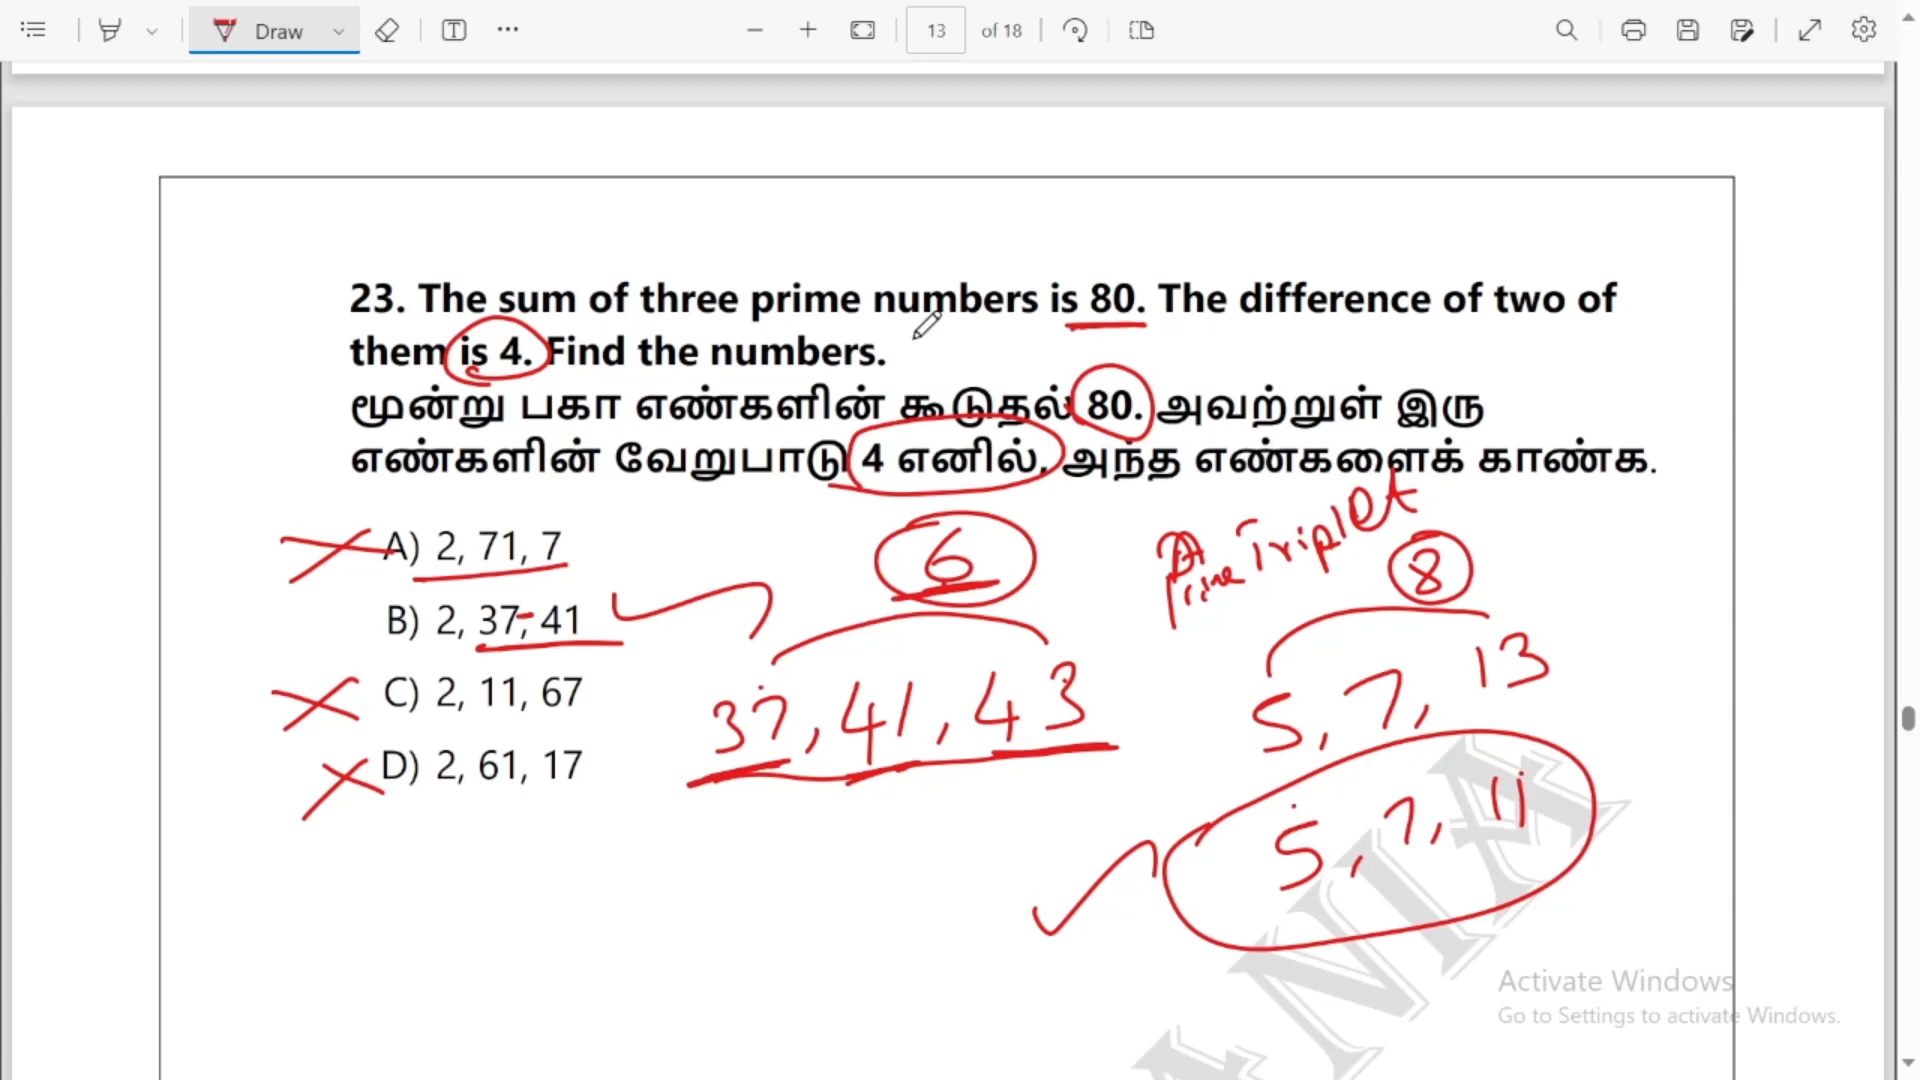 Draw
13 of 18
23. The sum of three prime numbers is 80. The difference of two of
them is 4. Find the numbers.
மூன்று பகா எண்களின் கூடுதல் 80. அவற்றுள் இரு
எண்களின் வேறுபாடு 4 எனில், அந்த எண்களைக் காண்க.
A) 2, 71, 7
B) 2, 37, 41
C) 2, 11, 67
D) 2, 61, 17
6
37, 41, 43
Prime Triplet
8
5, 7, 13
5, 7, 11
Activate Windows
Go to Settings to activate Windows.